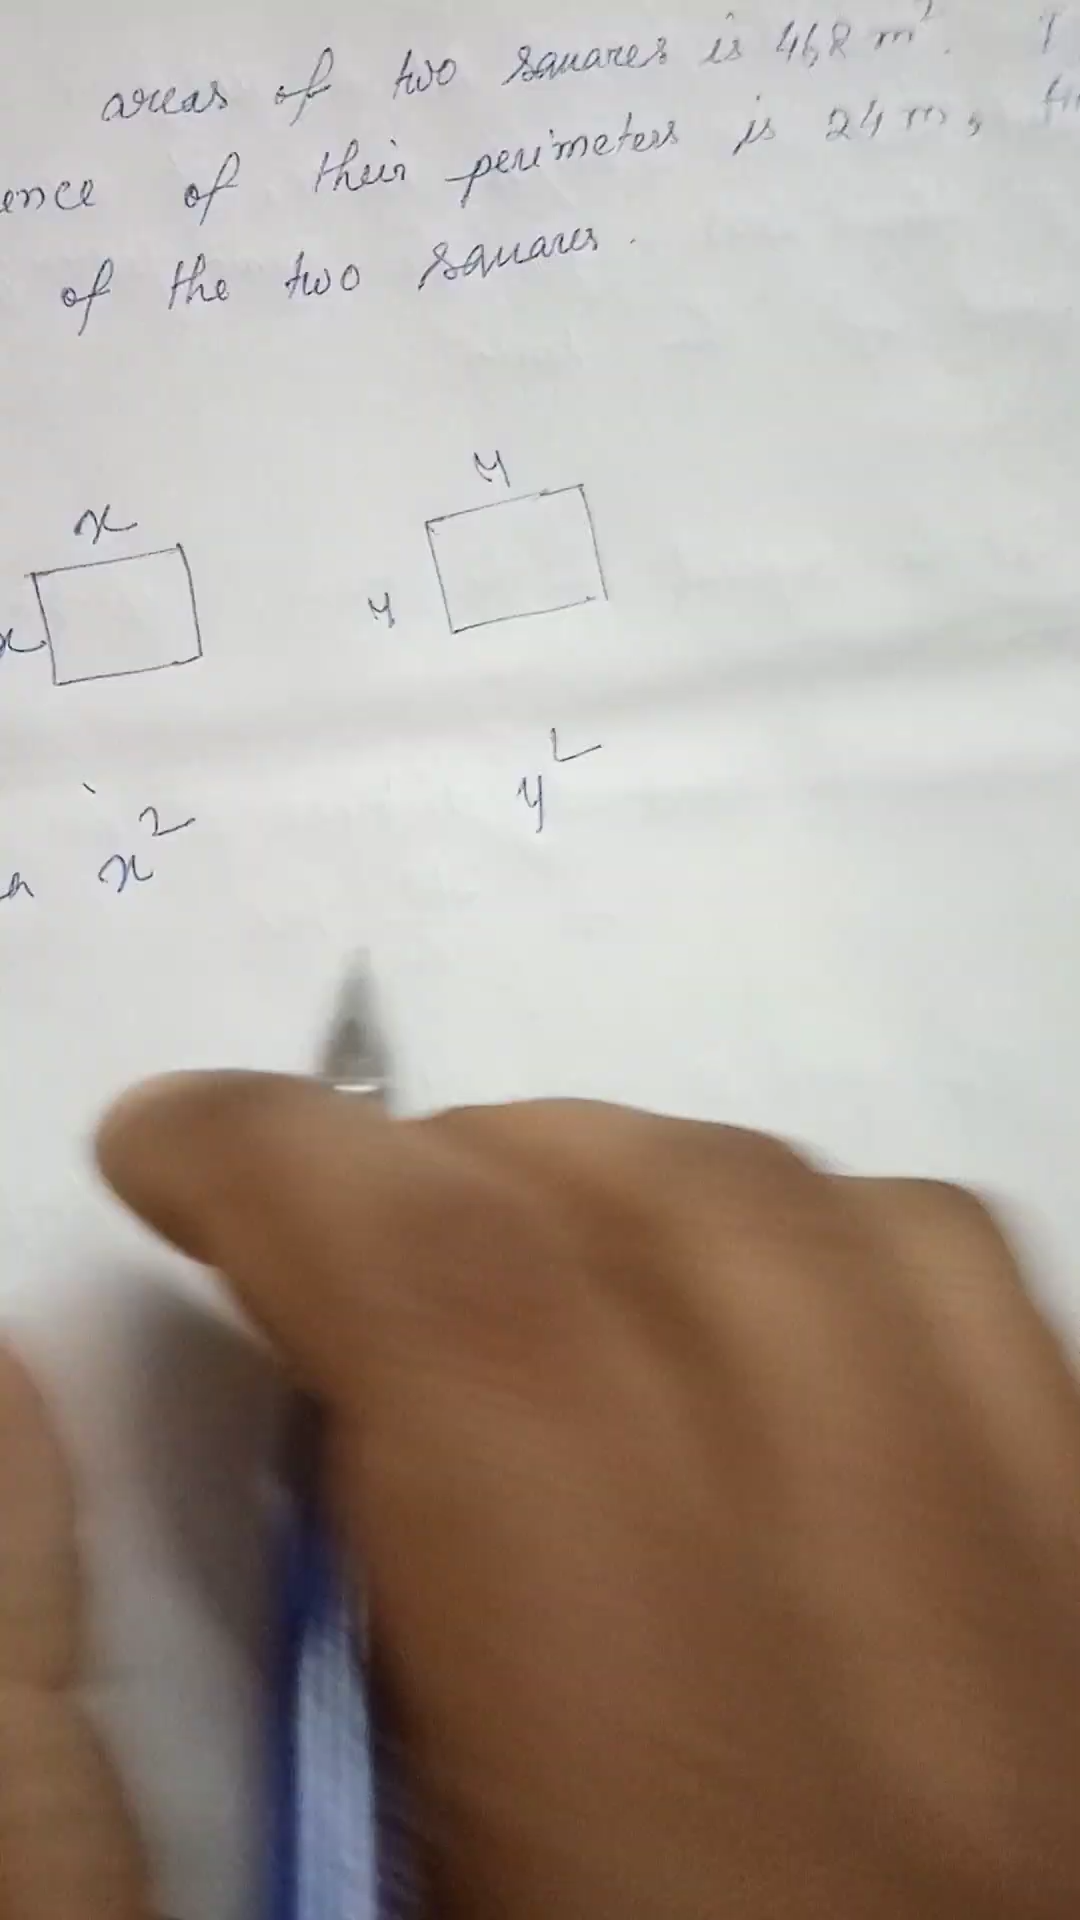 areas of two squares is 468 m².
ence of their perimeters is 24 m,
of the two squares.
y
x
y
x
y²
x²